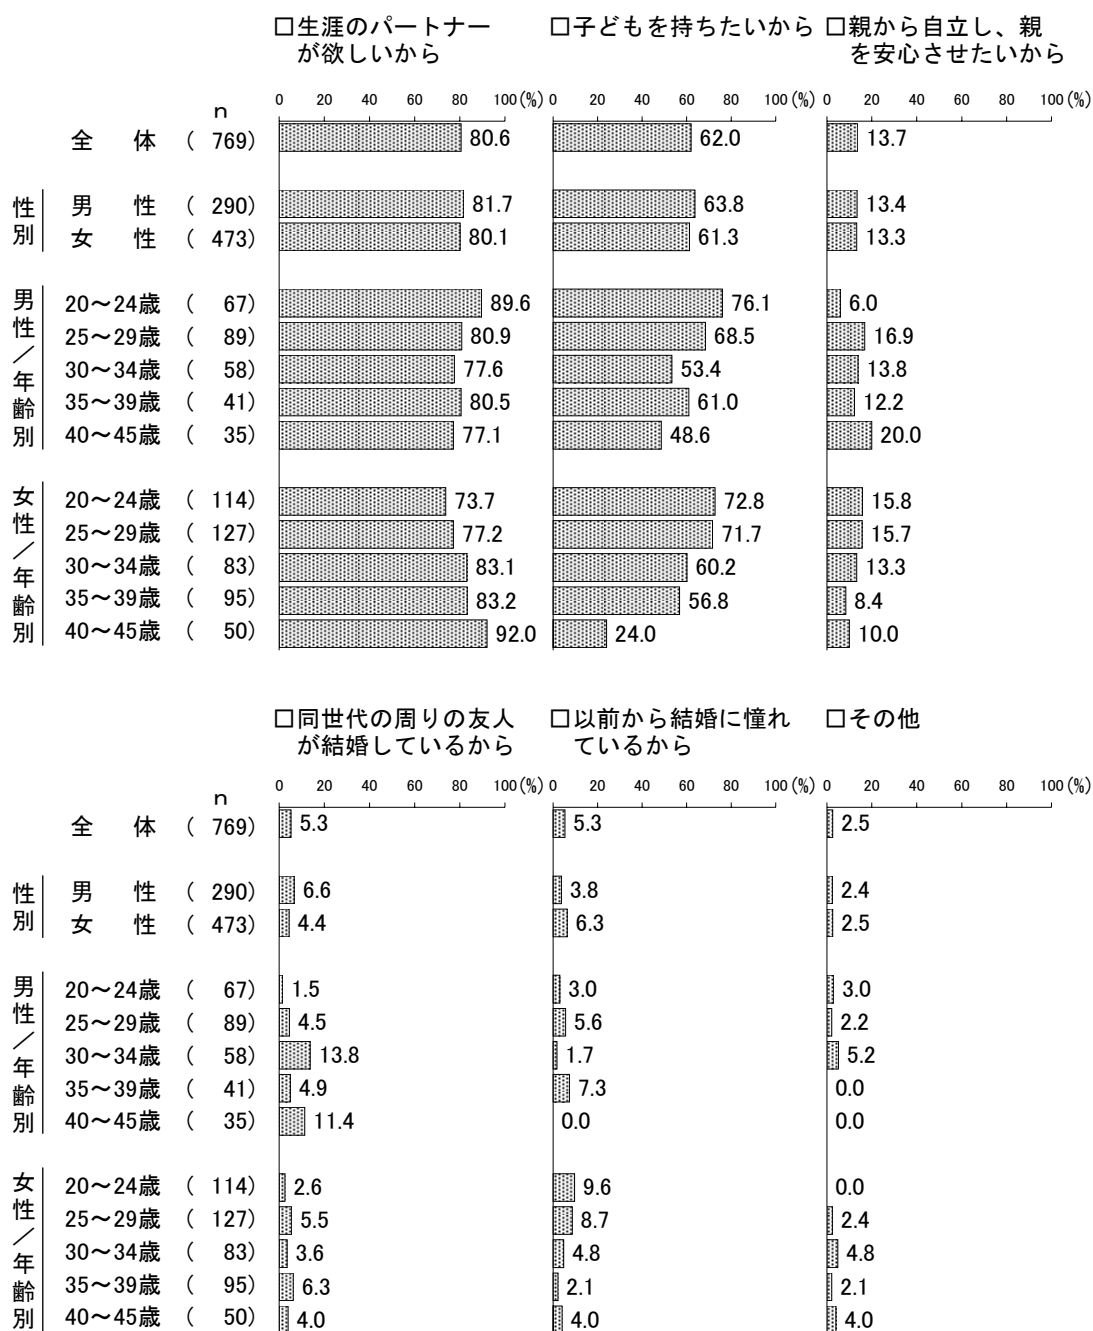 □生涯のパートナー □子どもを持ちたいから □親から自立し、親
が欲しいから を安心させたいから
n 0 20 40 60 80 100(%) 0 20 40 60 80 100(%) 0 20 40 60 80 100(%)
全 体 ( 769) 80.6 62.0 13.7
性別
男 性 ( 290) 81.7 63.8 13.4
女 性 ( 473) 80.1 61.3 13.3
男性/年齢別
20～24歳 ( 67) 89.6 76.1 6.0
25～29歳 ( 89) 80.9 68.5 16.9
30～34歳 ( 58) 77.6 53.4 13.8
35～39歳 ( 41) 80.5 61.0 12.2
40～45歳 ( 35) 77.1 48.6 20.0
女性/年齢別
20～24歳 ( 114) 73.7 72.8 15.8
25～29歳 ( 127) 77.2 71.7 15.7
30～34歳 ( 83) 83.1 60.2 13.3
35～39歳 ( 95) 83.2 56.8 8.4
40～45歳 ( 50) 92.0 24.0 10.0
□同世代の周りの友人 □以前から結婚に憧れ □その他
が結婚しているから ているから
n 0 20 40 60 80 100(%) 0 20 40 60 80 100(%) 0 20 40 60 80 100(%)
全 体 ( 769) 5.3 5.3 2.5
性別
男 性 ( 290) 6.6 3.8 2.4
女 性 ( 473) 4.4 6.3 2.5
男性/年齢別
20～24歳 ( 67) 1.5 3.0 3.0
25～29歳 ( 89) 4.5 5.6 2.2
30～34歳 ( 58) 13.8 1.7 5.2
35～39歳 ( 41) 4.9 7.3 0.0
40～45歳 ( 35) 11.4 0.0 0.0
女性/年齢別
20～24歳 ( 114) 2.6 9.6 0.0
25～29歳 ( 127) 5.5 8.7 2.4
30～34歳 ( 83) 3.6 4.8 4.8
35～39歳 ( 95) 6.3 2.1 2.1
40～45歳 ( 50) 4.0 4.0 4.0